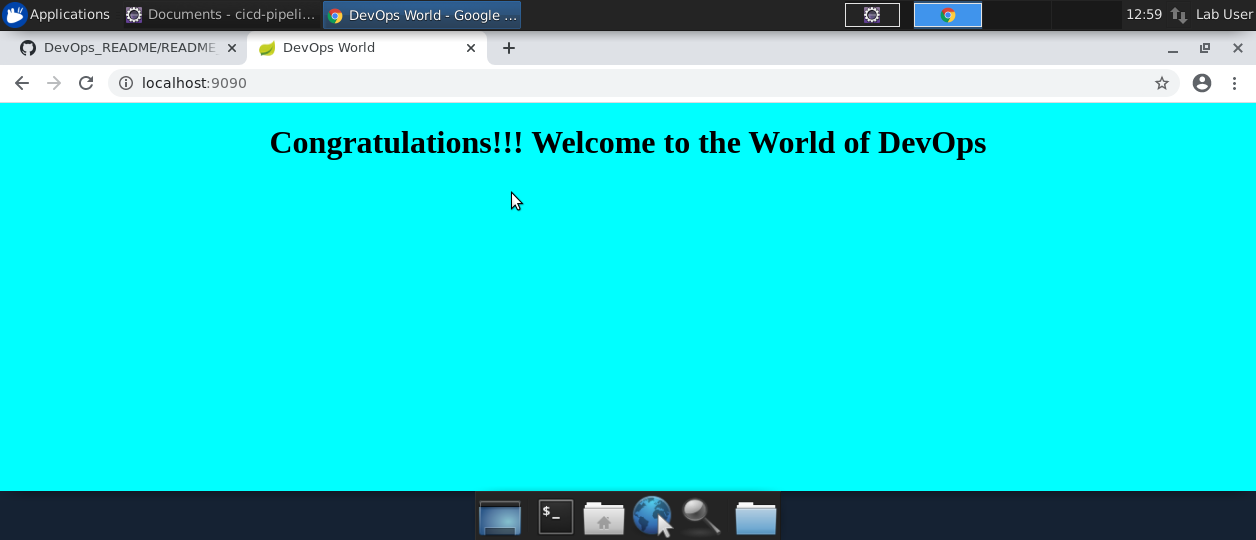 Applications
Documents - cicd-pipeli...
DevOps World - Google ...
12:59
Lab User
DevOps_README/README_
DevOps World
localhost:9090
Congratulations!!! Welcome to the World of DevOps
$_